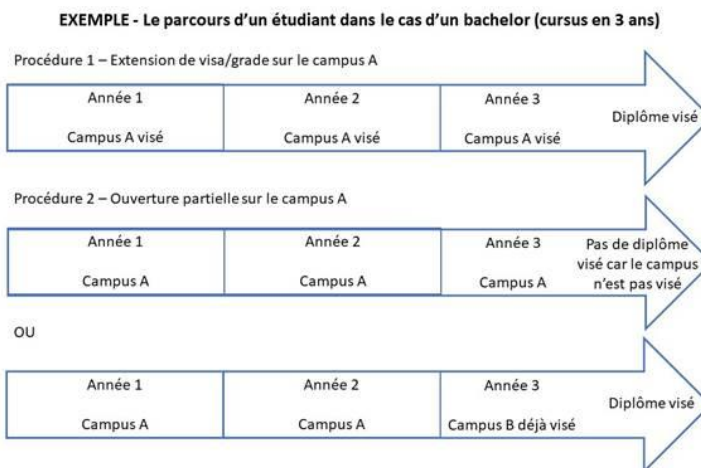 EXEMPLE - Le parcours d'un étudiant dans le cas d'un bachelor (cursus en 3 ans)
Procédure 1 – Extension de visa/grade sur le campus A
Année 1
Campus A visé
Année 2
Campus A visé
Année 3
Campus A visé
Diplôme visé
Procédure 2 – Ouverture partielle sur le campus A
Année 1
Campus A
Année 2
Campus A
Année 3
Campus A
Pas de diplôme
visé car le campus
n'est pas visé
OU
Année 1
Campus A
Année 2
Campus A
Année 3
Campus B déjà visé
Diplôme visé